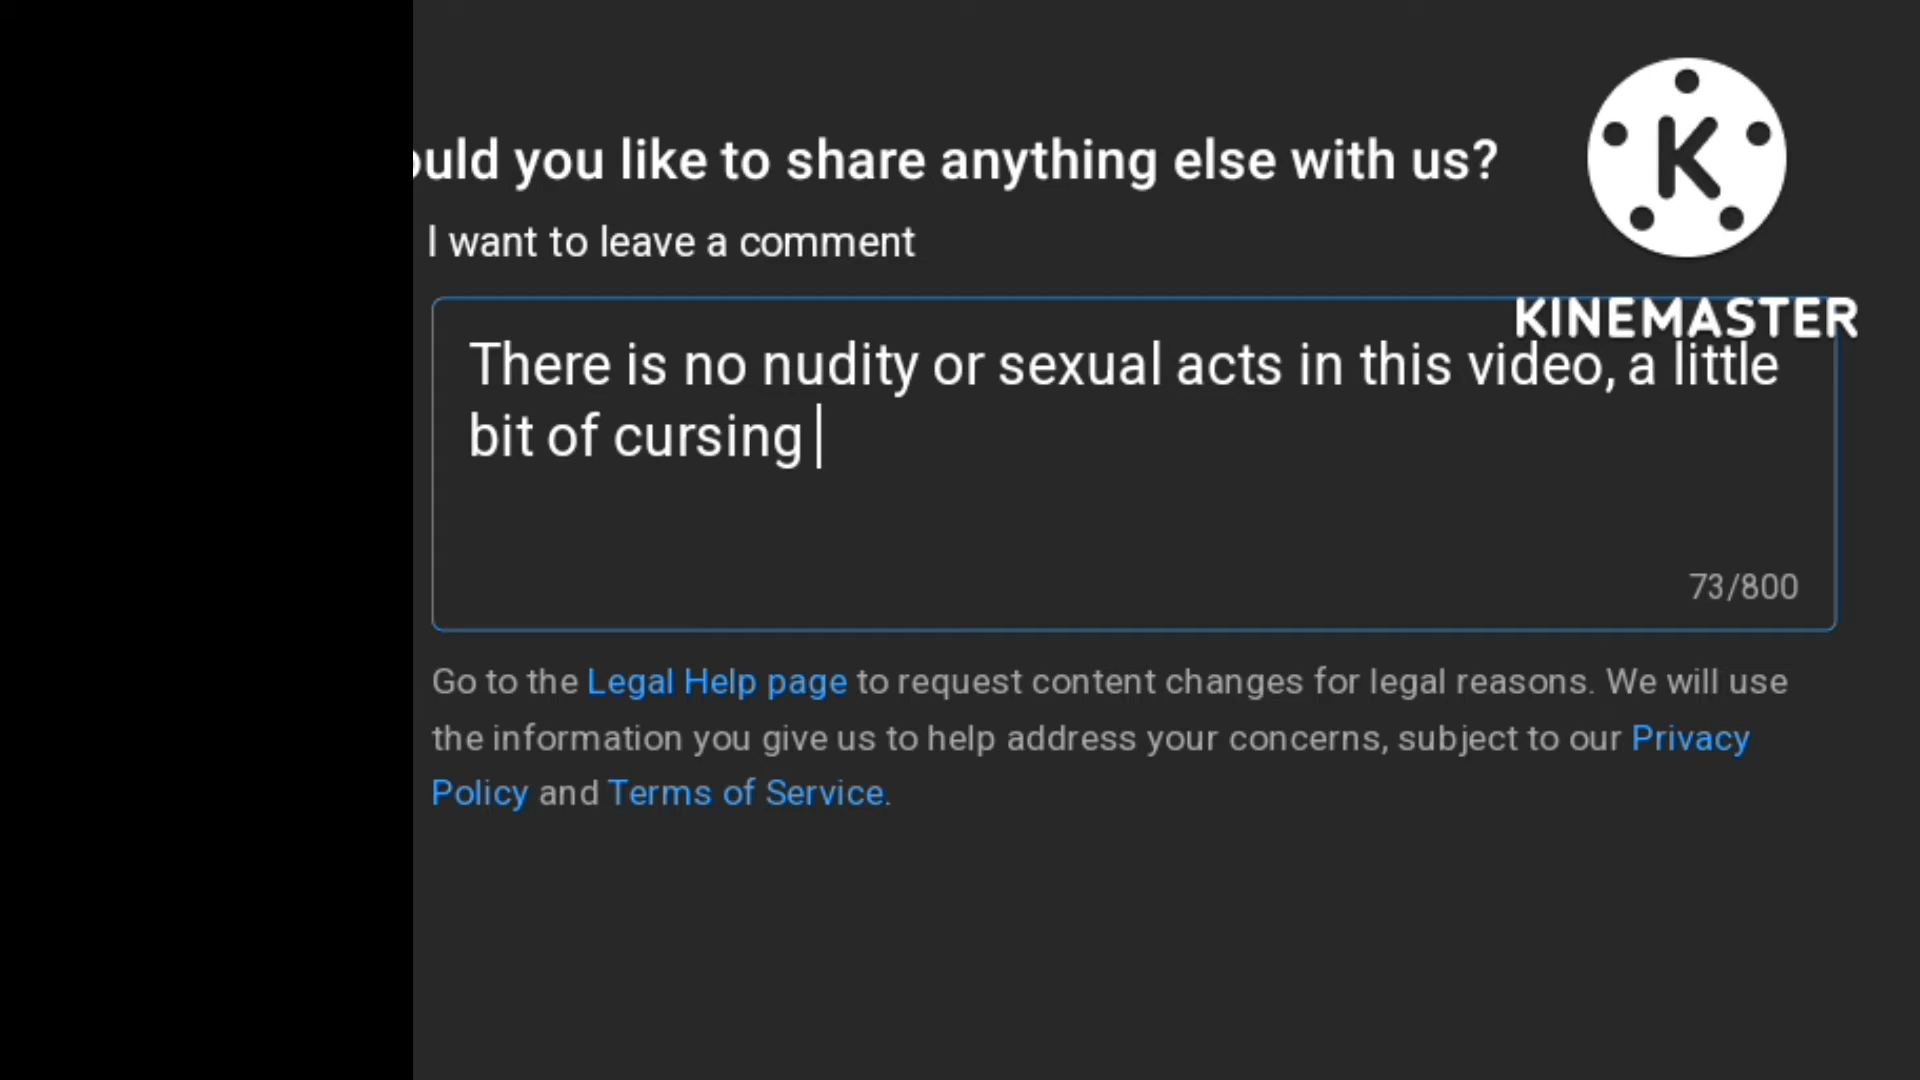 ould you like to share anything else with us?
I want to leave a comment
K
KINEMASTER
There is no nudity or sexual acts in this video, a little
bit of cursing
73/800
Go to the Legal Help page to request content changes for legal reasons. We will use
the information you give us to help address your concerns, subject to our Privacy
Policy and Terms of Service.